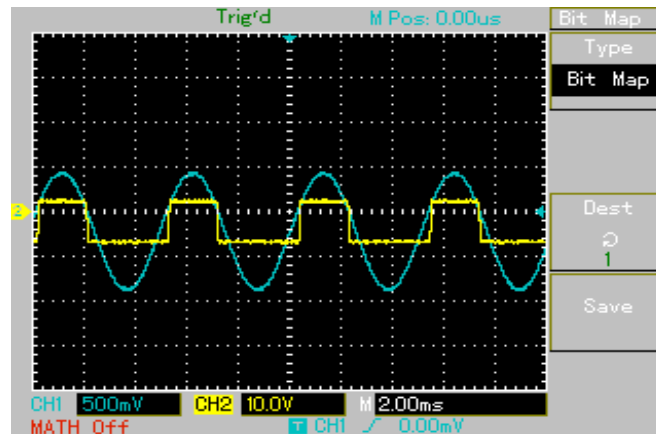 Trig'd M Pos: 0.00us Bit Map
Type
Bit Map
2
Dest
1
Save
CH1 500mV CH2 10.0V M 2.00ms
MATH Off T CH1 0.00mV